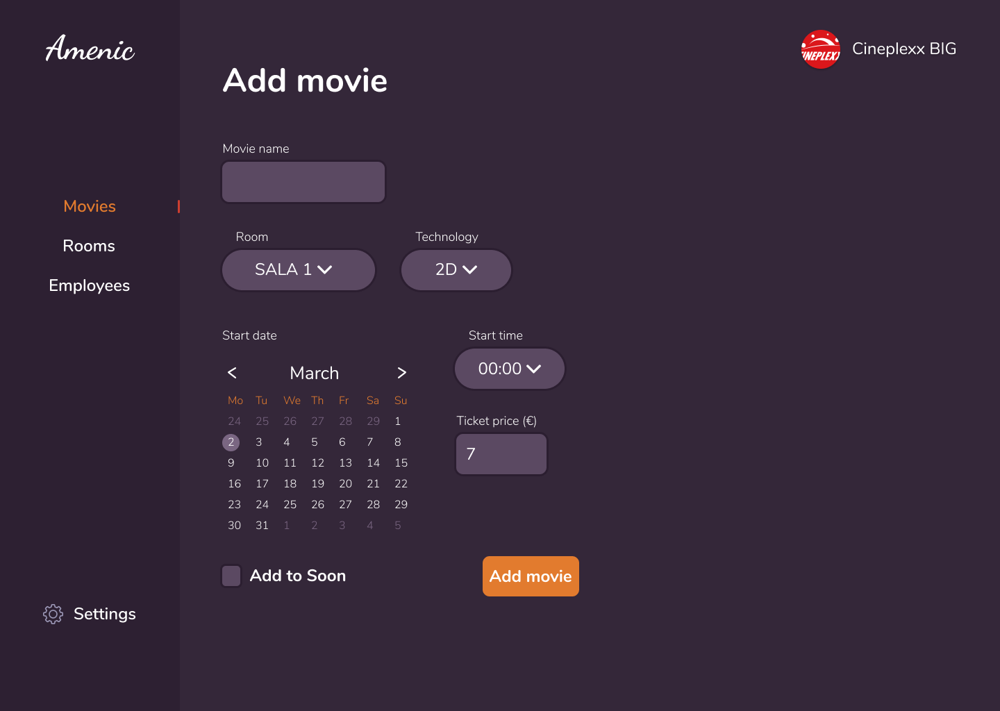 Amenic
Cineplexx BIG
Add movie
Movies
Rooms
Employees
Settings
Movie name
Room
Technology
SALA 1
2D
Start date
Start time
March
00:00
Mo Tu We Th Fr Sa Su
24 25 26 27 28 29 1
2 3 4 5 6 7 8
9 10 11 12 13 14 15
16 17 18 19 20 21 22
23 24 25 26 27 28 29
30 31 1 2 3 4 5
Ticket price (€)
7
Add to Soon
Add movie